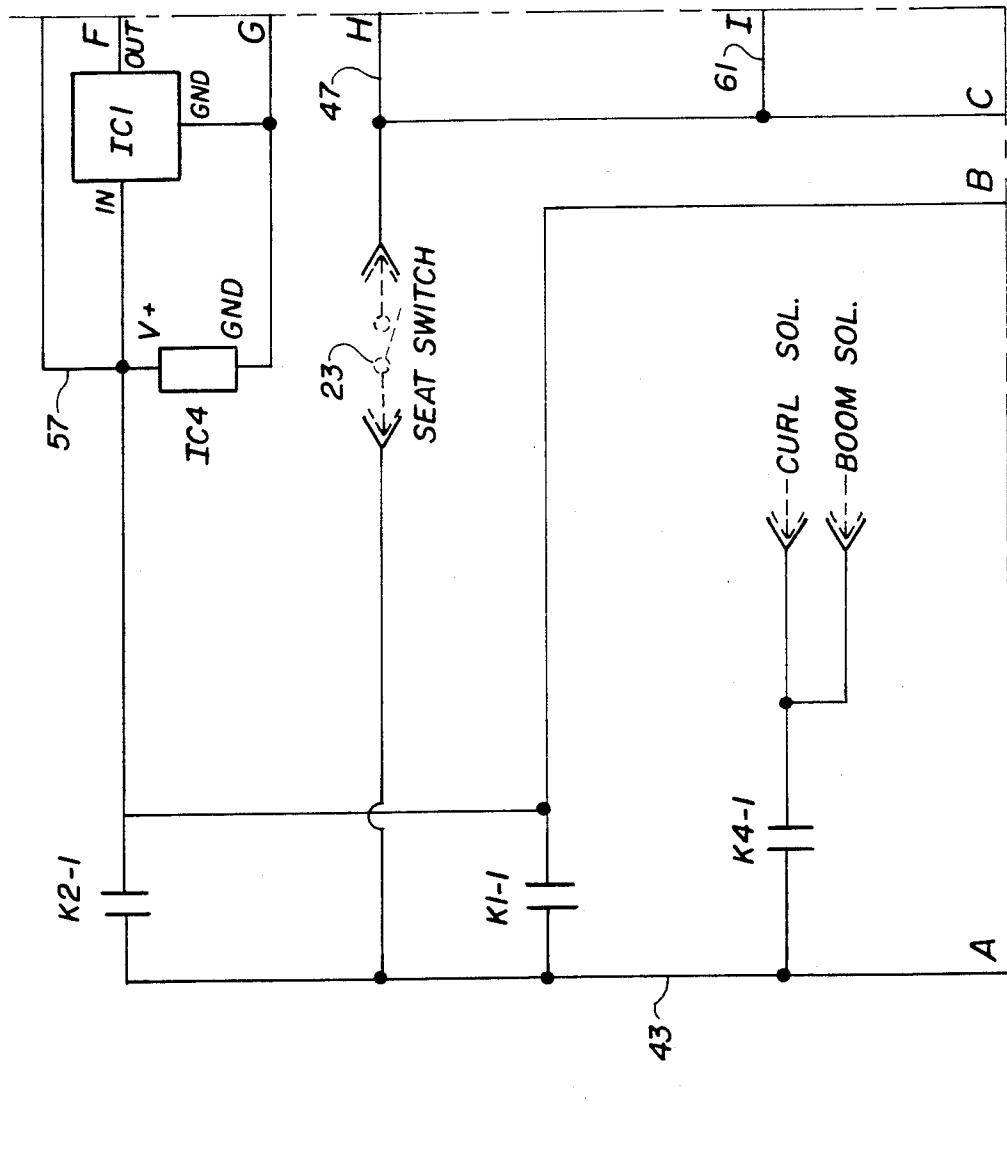 K2-1
57
F
IN
IC1
OUT
V+
IC4
GND
GND
G
23
47
H
SEAT SWITCH
K1-1
43
61
I
K4-1
CURL SOL.
BOOM SOL.
A
B
C